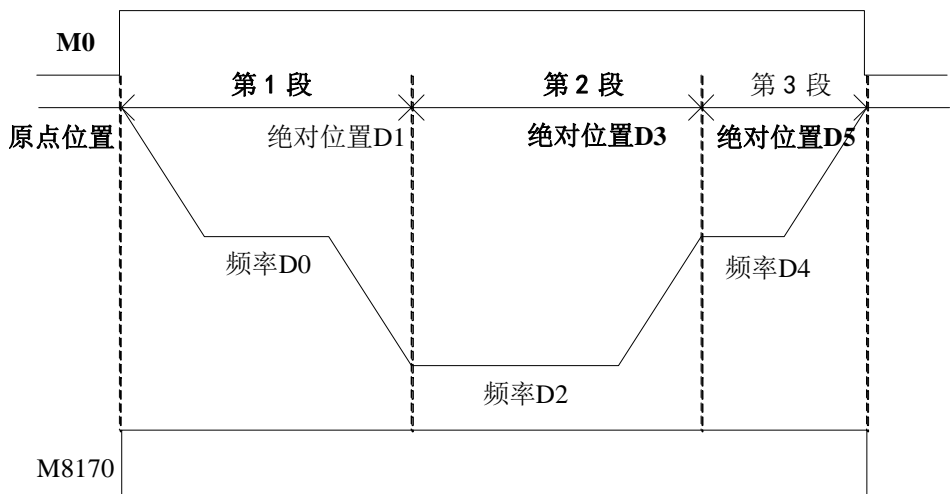 M0
第 1 段
第 2 段
第 3 段
原点位置
绝对位置D1
绝对位置D3
绝对位置D5
频率D0
频率D4
频率D2
M8170